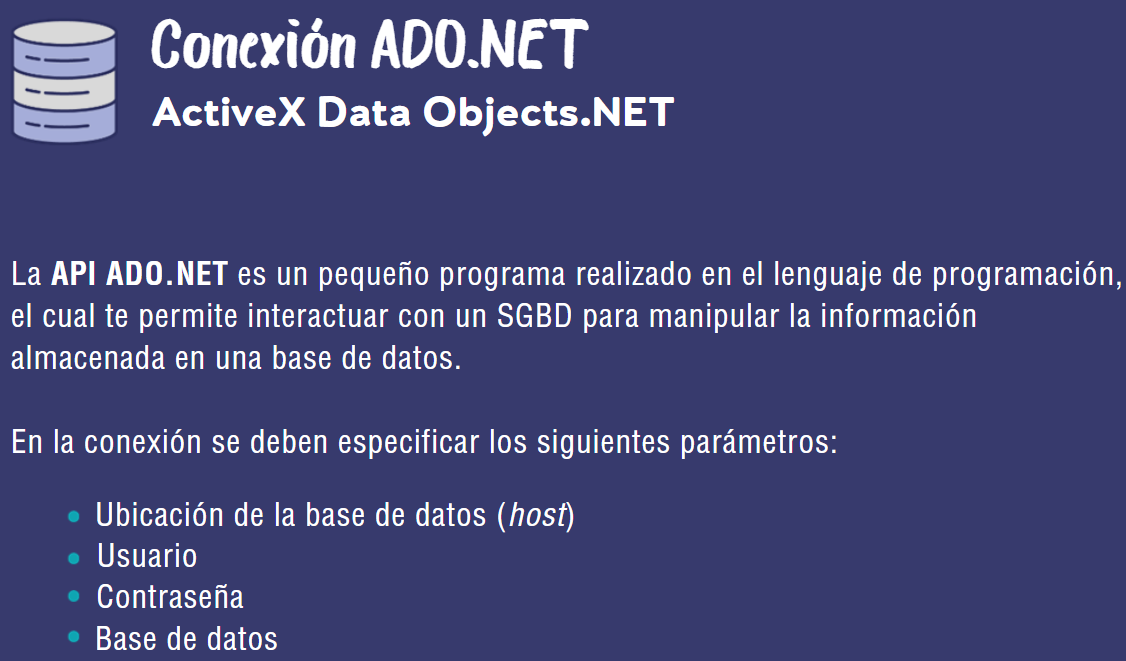 Conexión ADO.NET
ActiveX Data Objects.NET
La API ADO.NET es un pequeño programa realizado en el lenguaje de programación,
el cual te permite interactuar con un SGBD para manipular la información
almacenada en una base de datos.
En la conexión se deben especificar los siguientes parámetros:
Ubicación de la base de datos (host)
Usuario
Contraseña
Base de datos